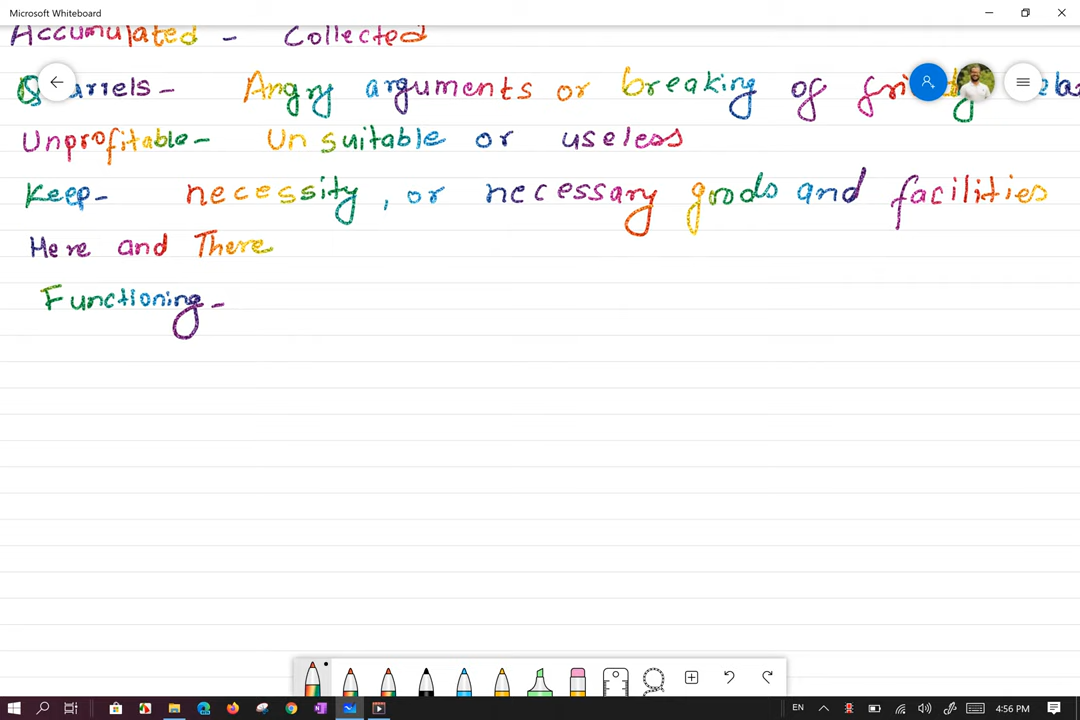 Microsoft Whiteboard
Accumulated - Collected
Quarrels- Angry arguments or breaking of
Unprofitable- Unsuitable or useless
Keep- necessity, or necessary goods and facilities
Here and There
Functioning-
EN 4:56 PM